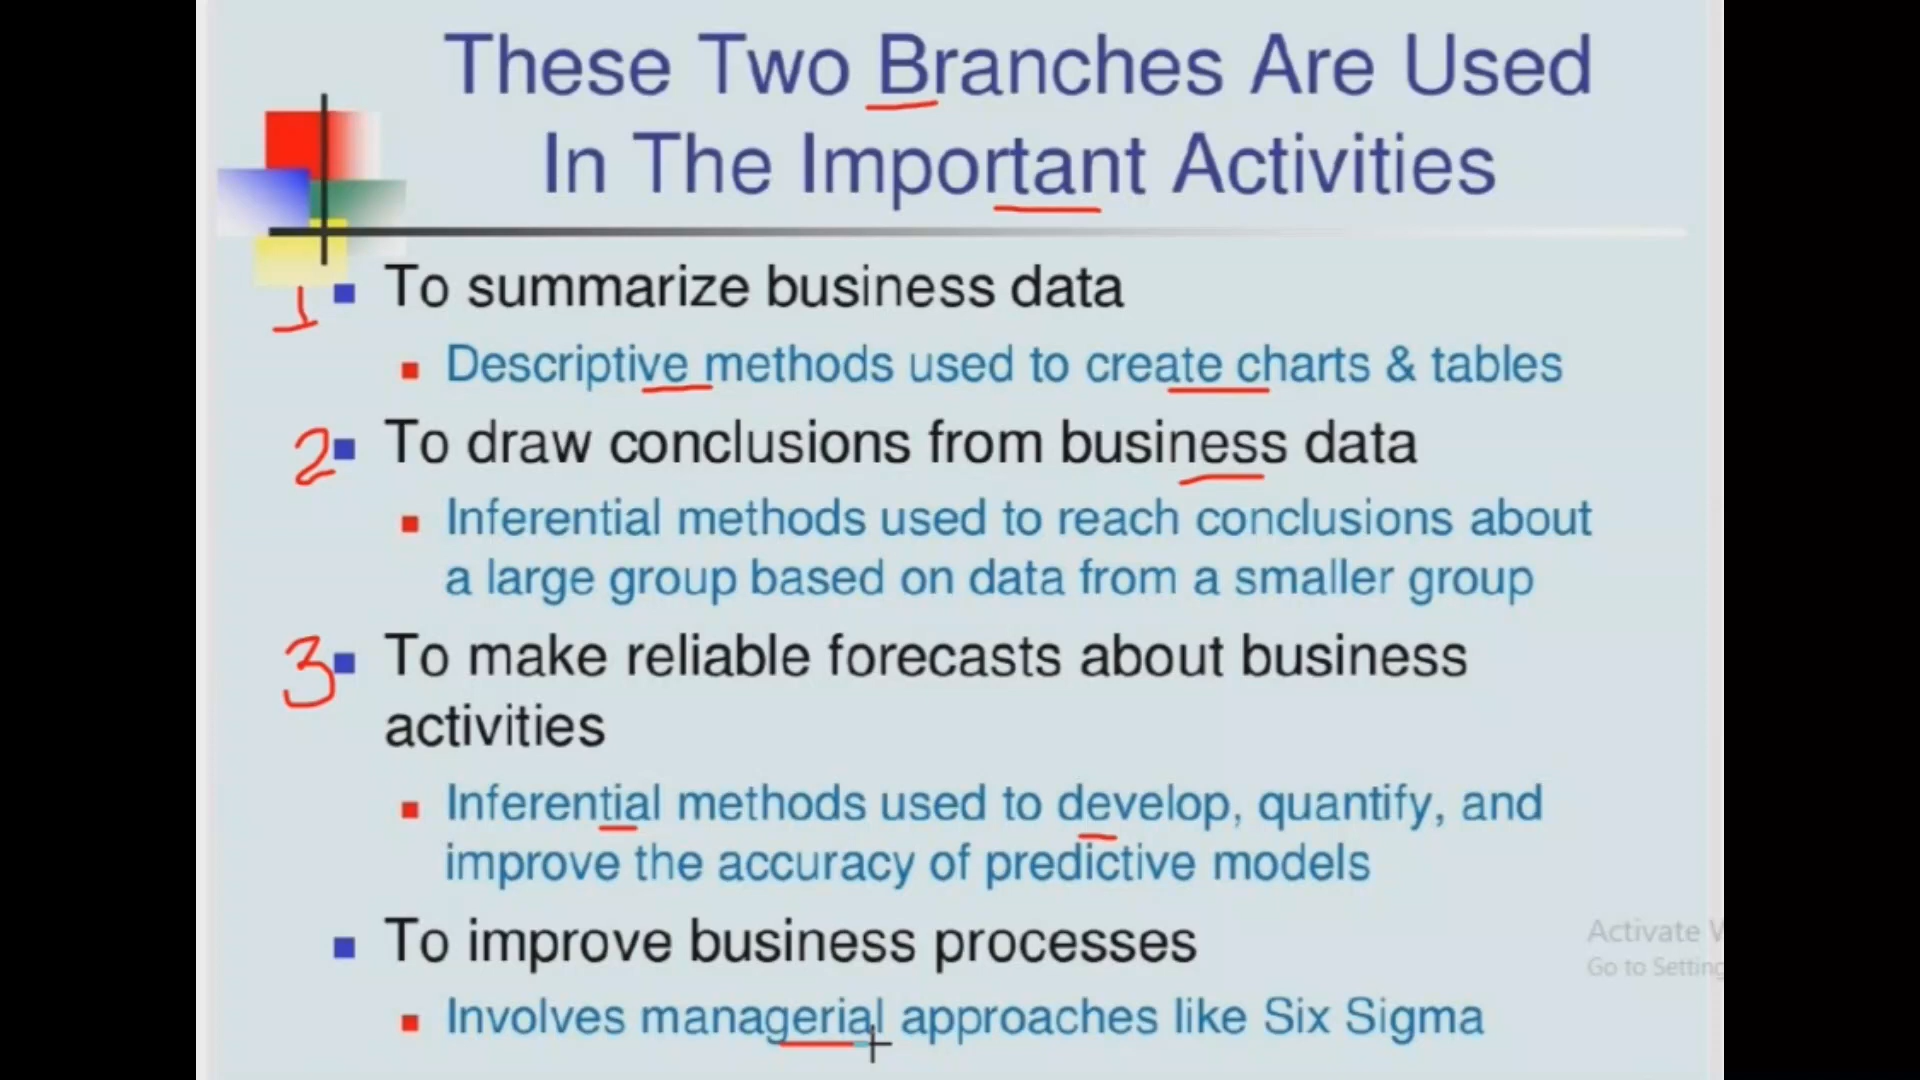 These Two Branches Are Used
In The Important Activities
1 To summarize business data
Descriptive methods used to create charts & tables
2 To draw conclusions from business data
Inferential methods used to reach conclusions about
a large group based on data from a smaller group
3 To make reliable forecasts about business
activities
Inferential methods used to develop, quantify, and
improve the accuracy of predictive models
To improve business processes
Involves managerial approaches like Six Sigma
Activate
Go to Setting